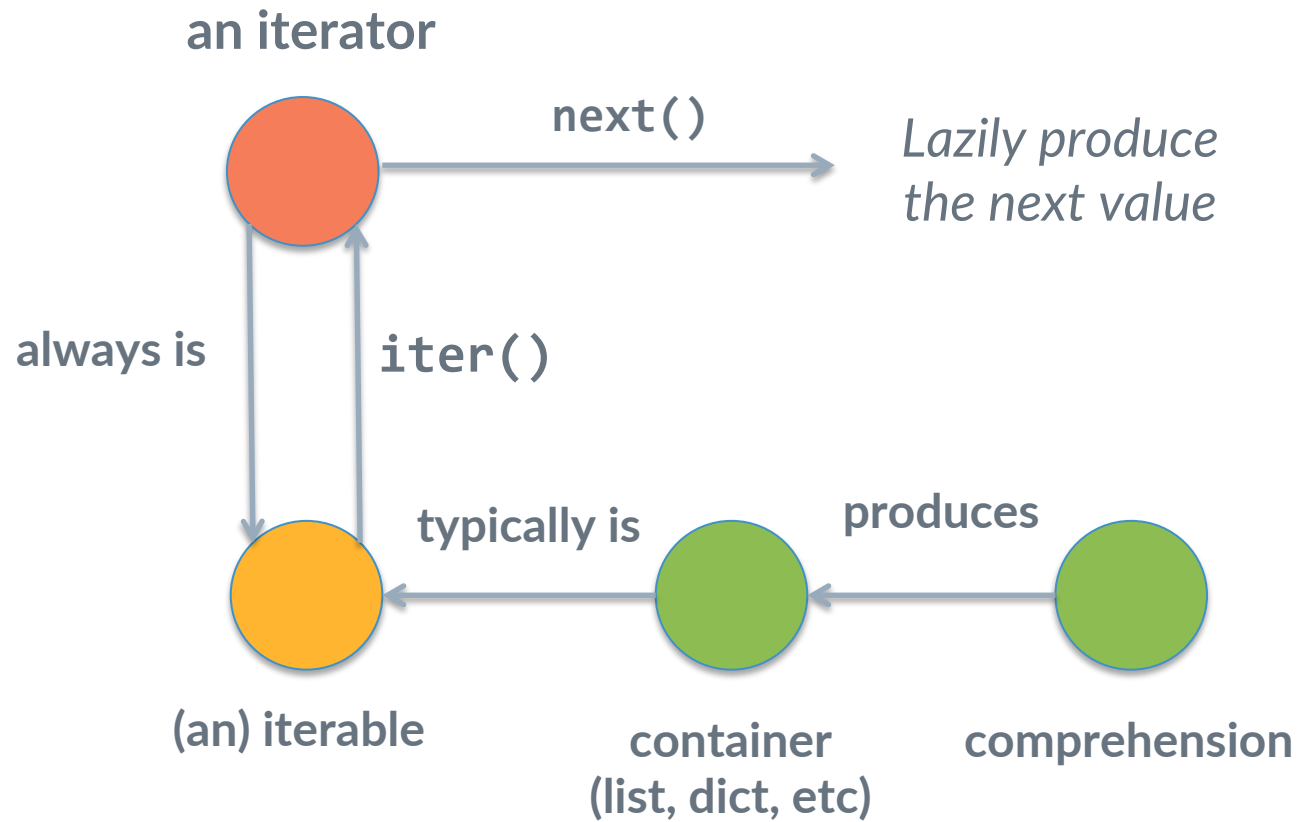 an iterator
next()
Lazily produce
the next value
always is
iter()
typically is
produces
(an) iterable
container
(list, dict, etc)
comprehension